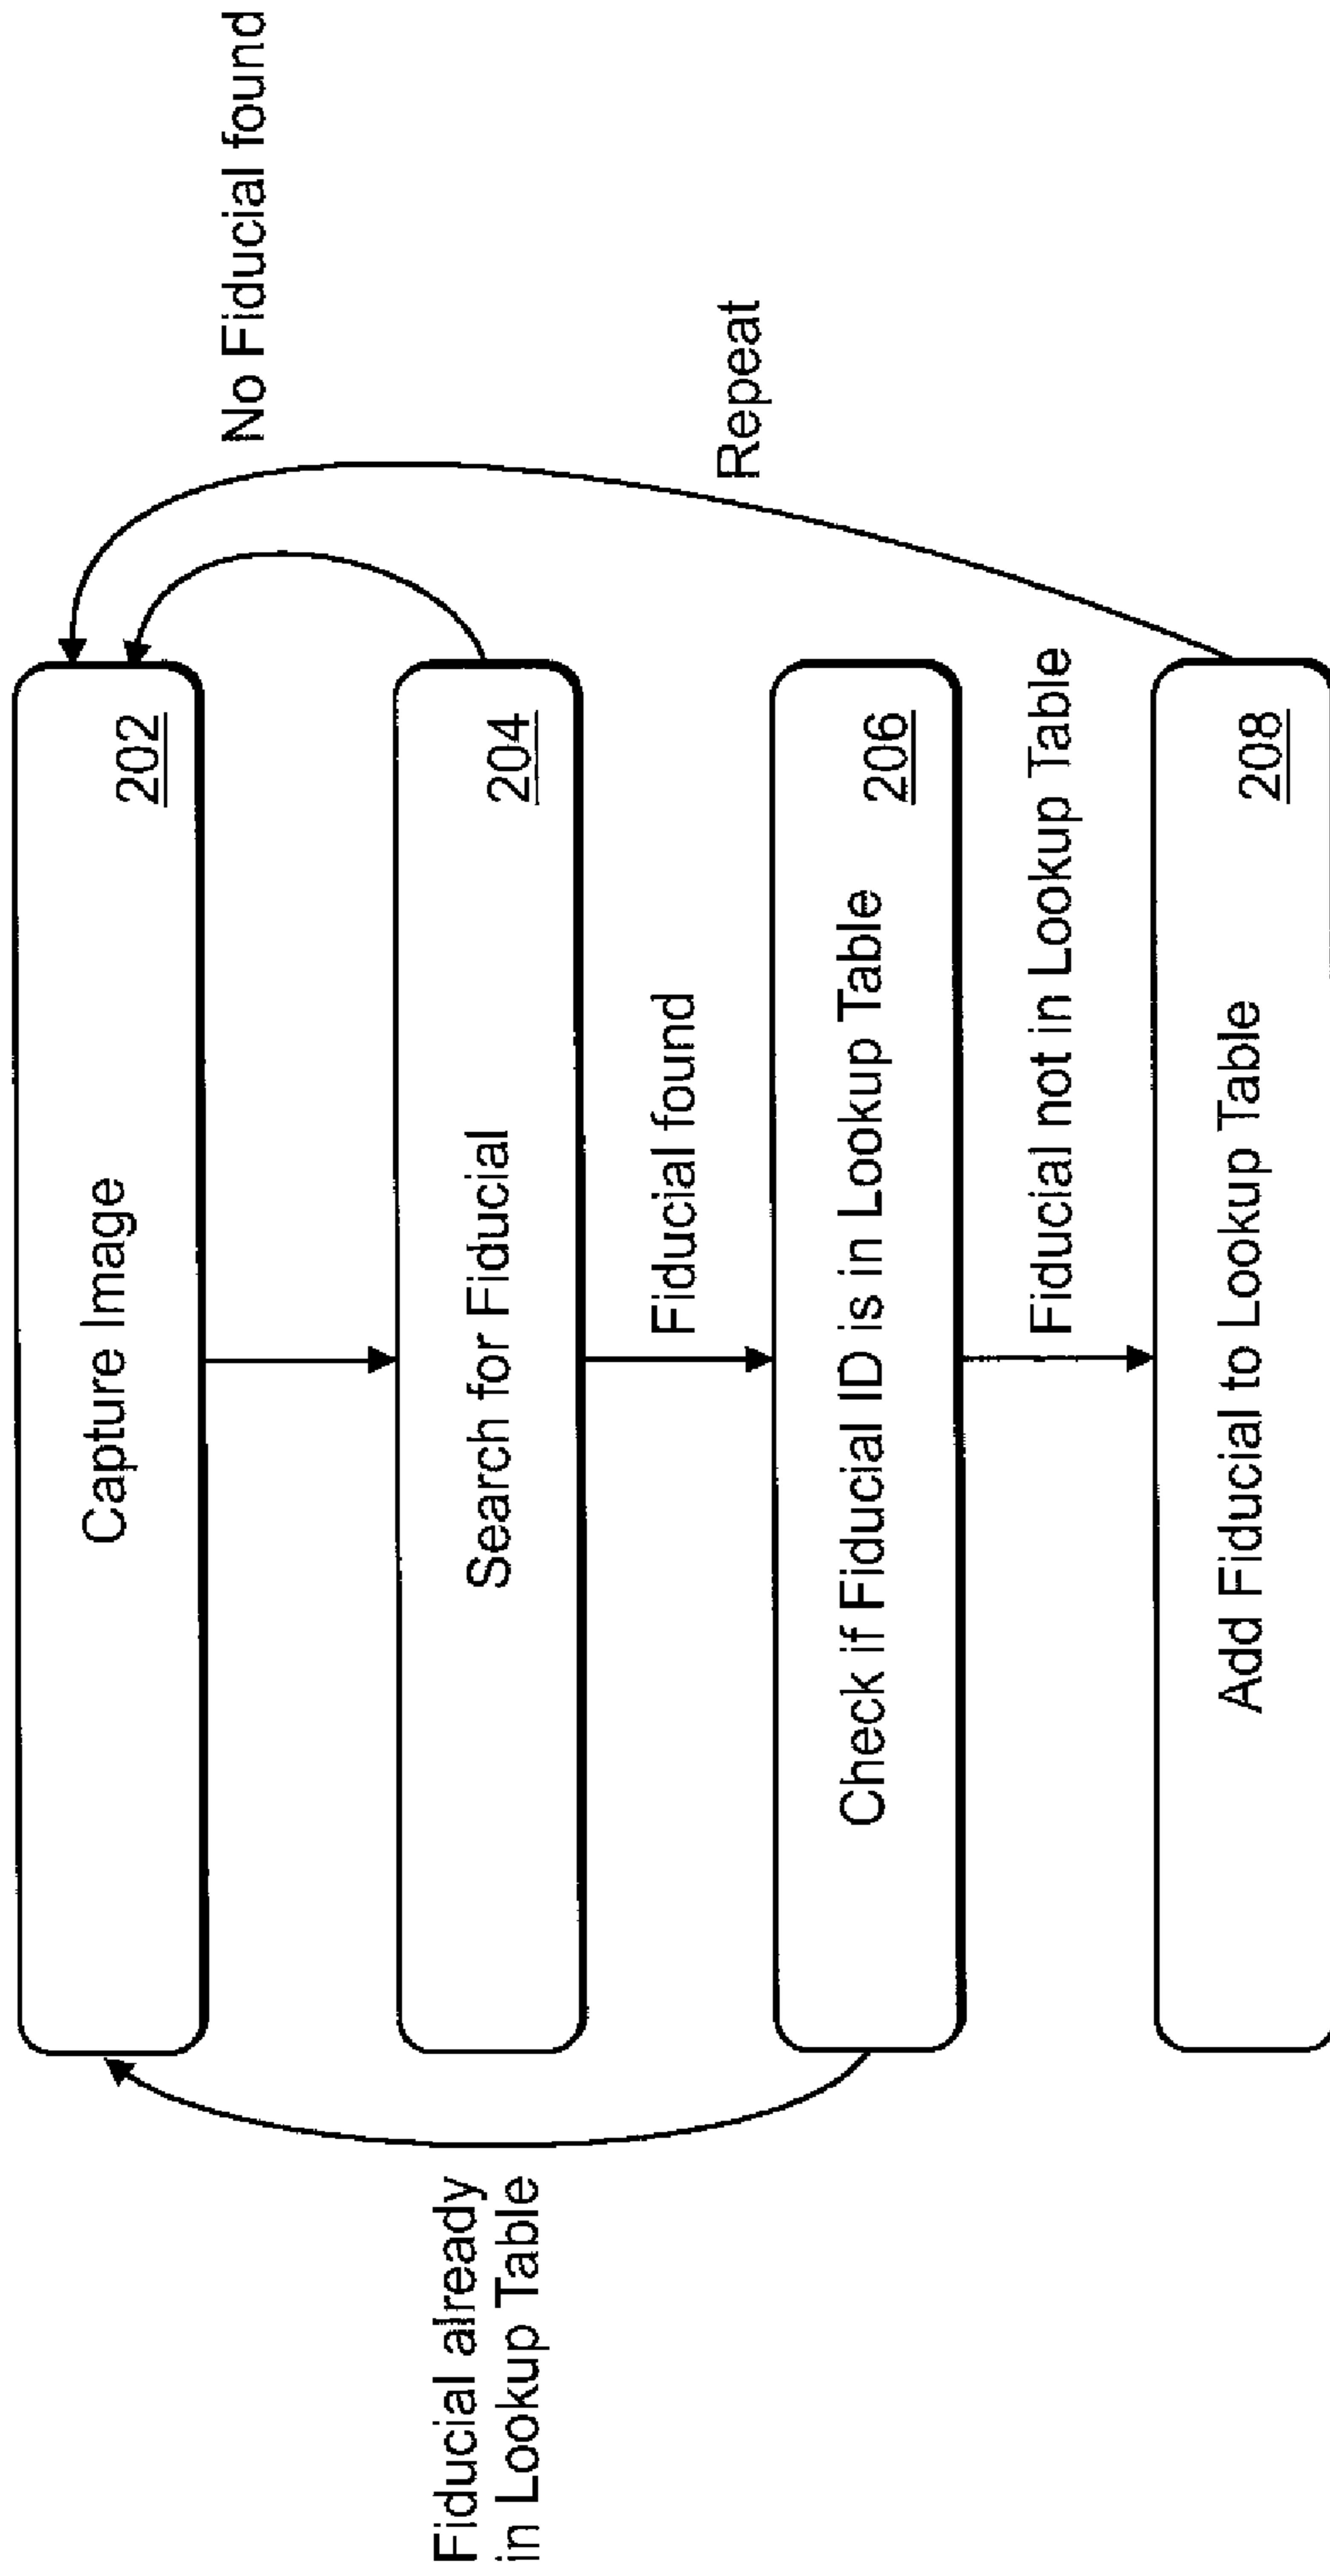 Capture Image
202
No Fiducial found
Search for Fiducial
204
Fiducial already
in Lookup Table
Fiducial found
Repeat
Check if Fiducial ID is in Lookup Table
206
Fiducial not in Lookup Table
Add Fiducial to Lookup Table
208